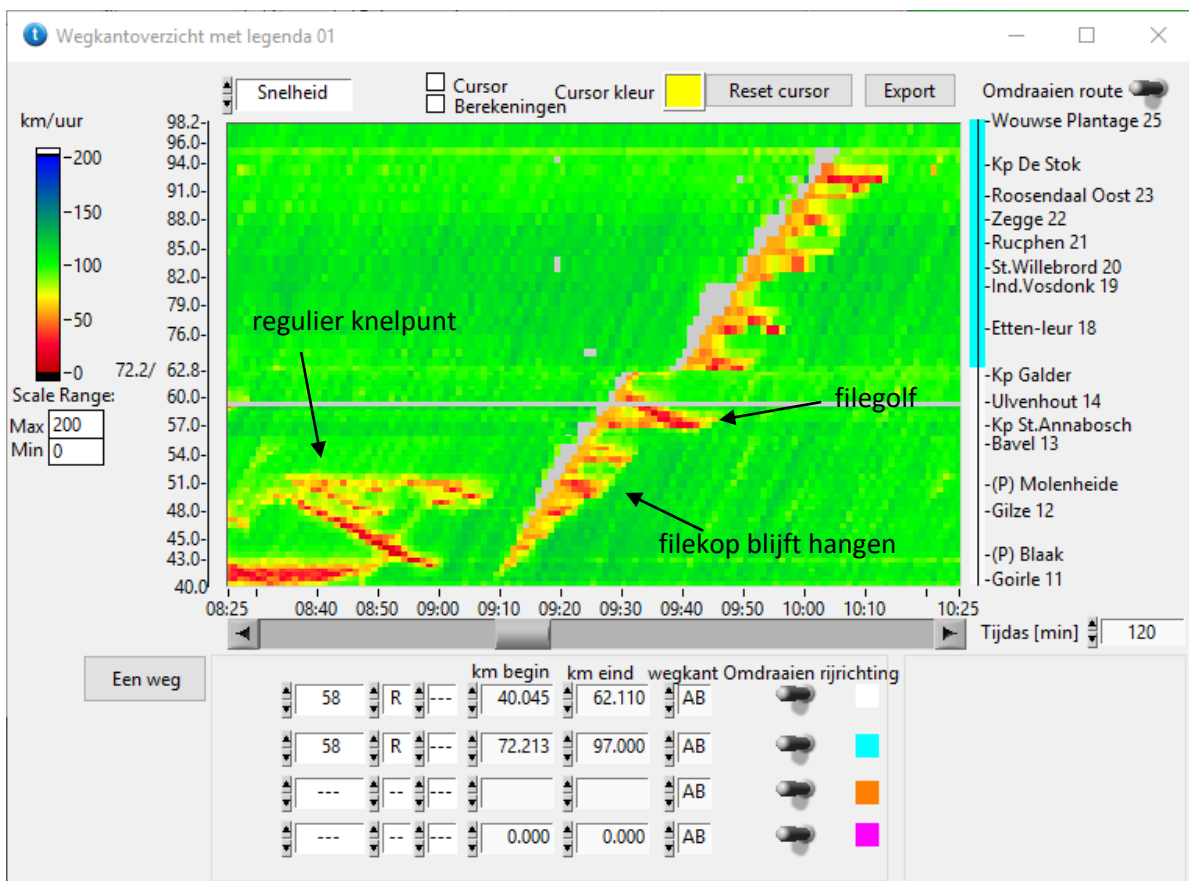 Wegkantoverzicht met legenda 01
Snelheid
Cursor
Berekeningen
Cursor kleur
Reset cursor
Export
Omdraaien route
km/uur
200
150
100
50
0
Scale Range:
Max 200
Min 0
98.2
96.0
94.0
91.0
88.0
85.0
82.0
79.0
76.0
72.2/ 62.8
60.0
57.0
54.0
51.0
48.0
45.0
43.0
40.0
regulier knelpunt
filegolf
filekop blijft hangen
Wouwse Plantage 25
Kp De Stok
Roosendaal Oost 23
Zegge 22
Rucphen 21
St.Willebrord 20
Ind.Vosdonk 19
Etten-leur 18
Kp Galder
Ulvenhout 14
Kp St.Annabosch
Bavel 13
(P) Molenheide
Gilze 12
(P) Blaak
Goirle 11
08:25 08:40 08:50 09:00 09:10 09:20 09:30 09:40 09:50 10:00 10:10 10:25
Tijdas [min] 120
Een weg
km begin km eind wegkant Omdraaien rijrichting
58 R --- 40.045 62.110 AB
58 R --- 72.213 97.000 AB
--- -- --- AB
--- -- --- 0.000 0.000 AB